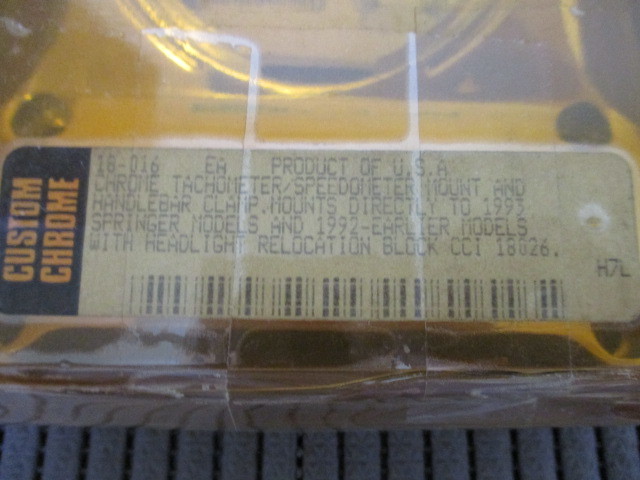 CUSTOM
CHROME
18-016 EA PRODUCT OF U.S.A
CHROME TACHOMETER/SPEEDOMETER MOUNT AND
HANDLEBAR CLAMP.MOUNTS DIRECTLY TO 1993
SPRINGER MODELS AND 1992-EARLIER MODELS
WITH HEADLIGHT RELOCATION BLOCK CCI 18026.
H7L